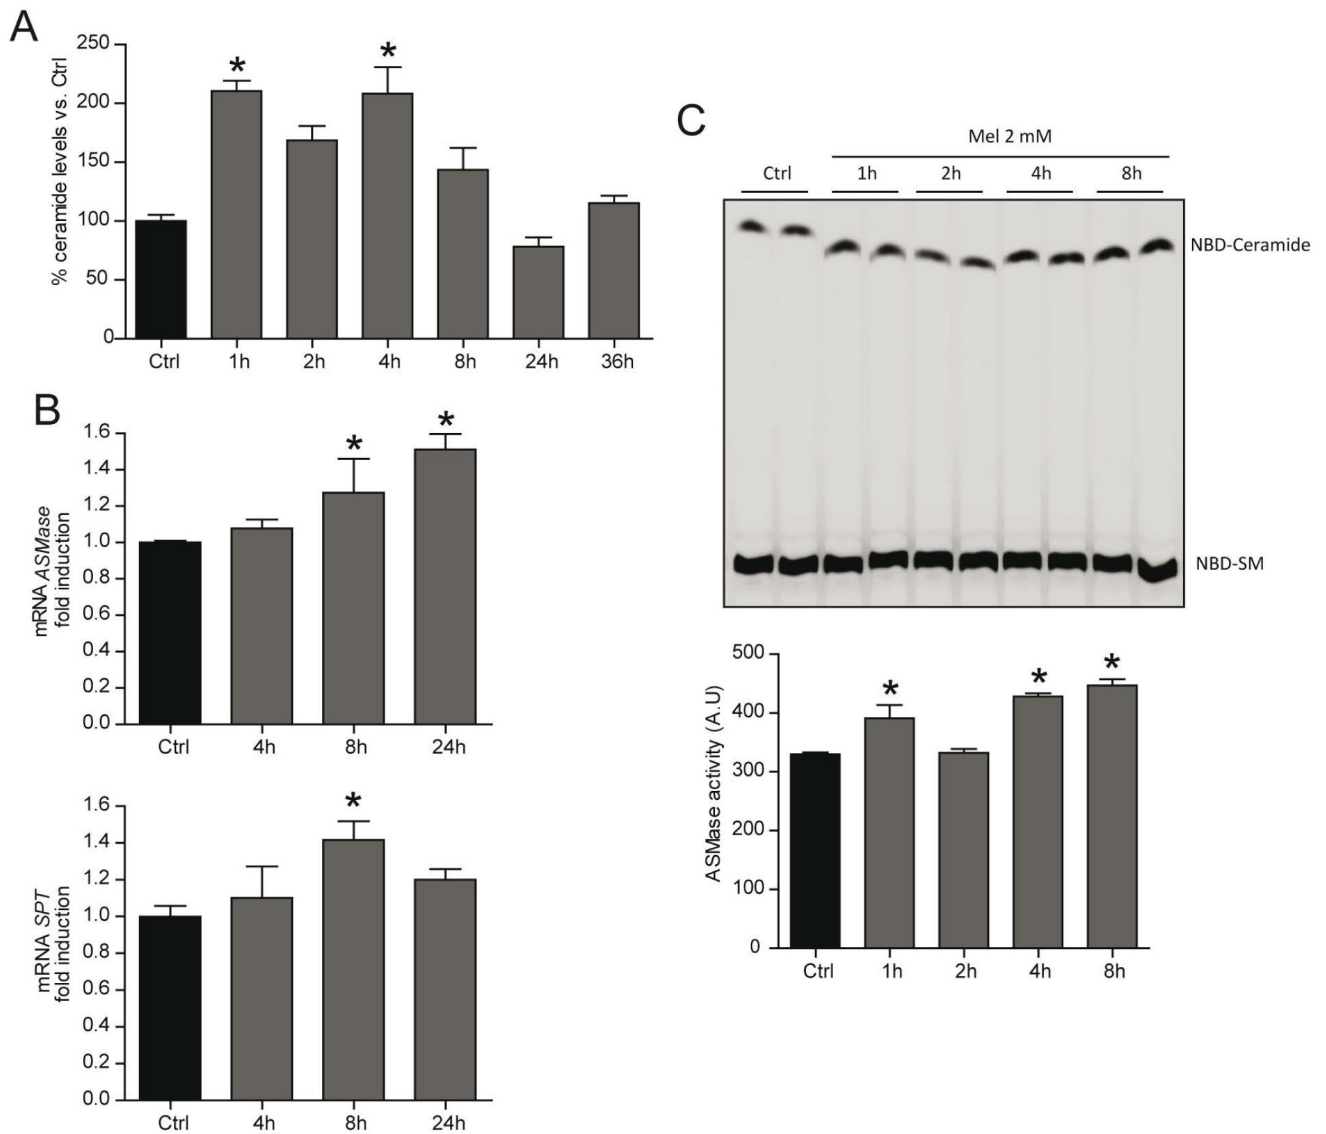 A
% ceramide levels vs. Ctrl
250
200
150
100
50
0
* *
Ctrl 1h 2h 4h 8h 24h 36h
B
mRNA ASMase
fold induction
1.6
1.4
1.2
1.0
0.8
0.6
0.4
0.2
0.0
* *
Ctrl 4h 8h 24h
mRNA SPT
fold induction
1.6
1.4
1.2
1.0
0.8
0.6
0.4
0.2
0.0
*
Ctrl 4h 8h 24h
C
Mel 2 mM
Ctrl 1h 2h 4h 8h
NBD-Ceramide
NBD-SM
ASMase activity (A.U)
500
400
300
200
100
0
* * *
Ctrl 1h 2h 4h 8h